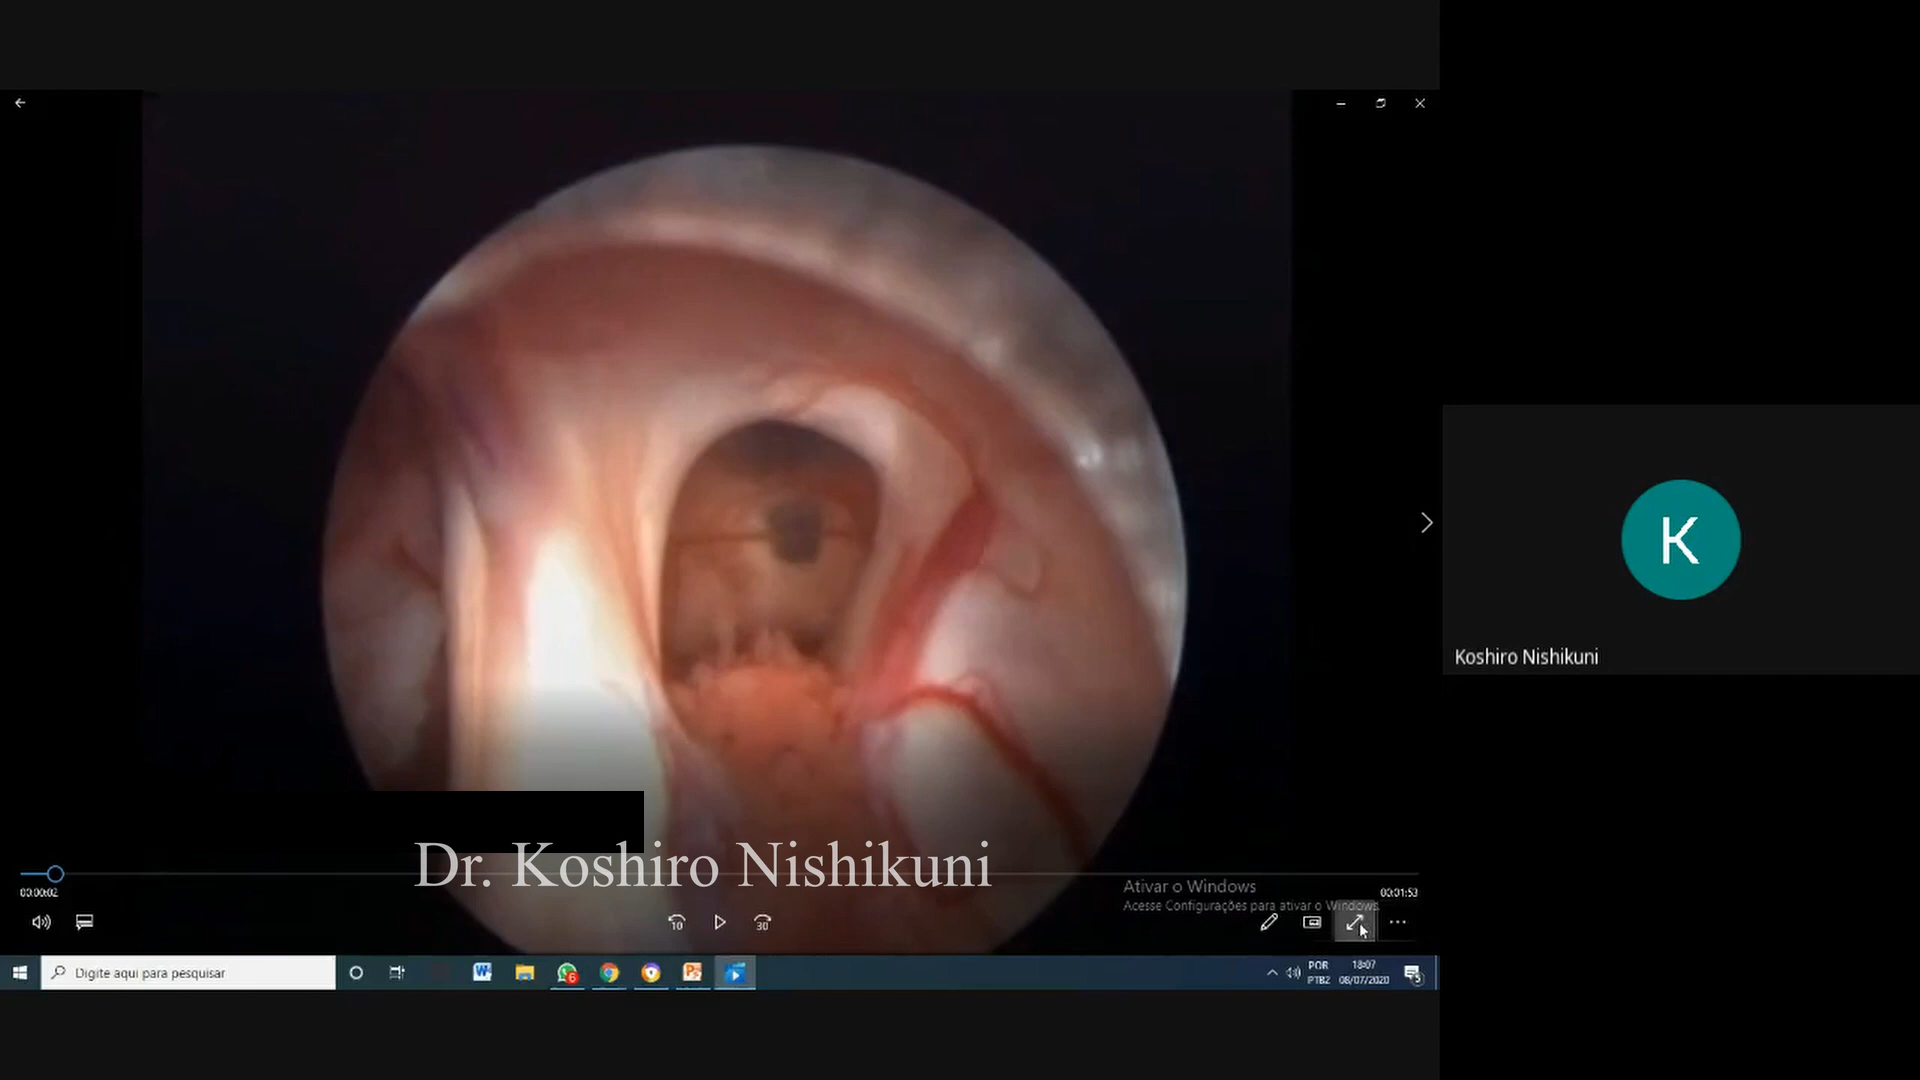 K
Koshiro Nishikuni
Dr. Koshiro Nishikuni
00:00:02
Ativar o Windows
Acesse Configurações para ativar o Windows.
00:01:53
10
30
Digite aqui para pesquisar
W
6
P
POR
PTB2
18:07
08/07/2020